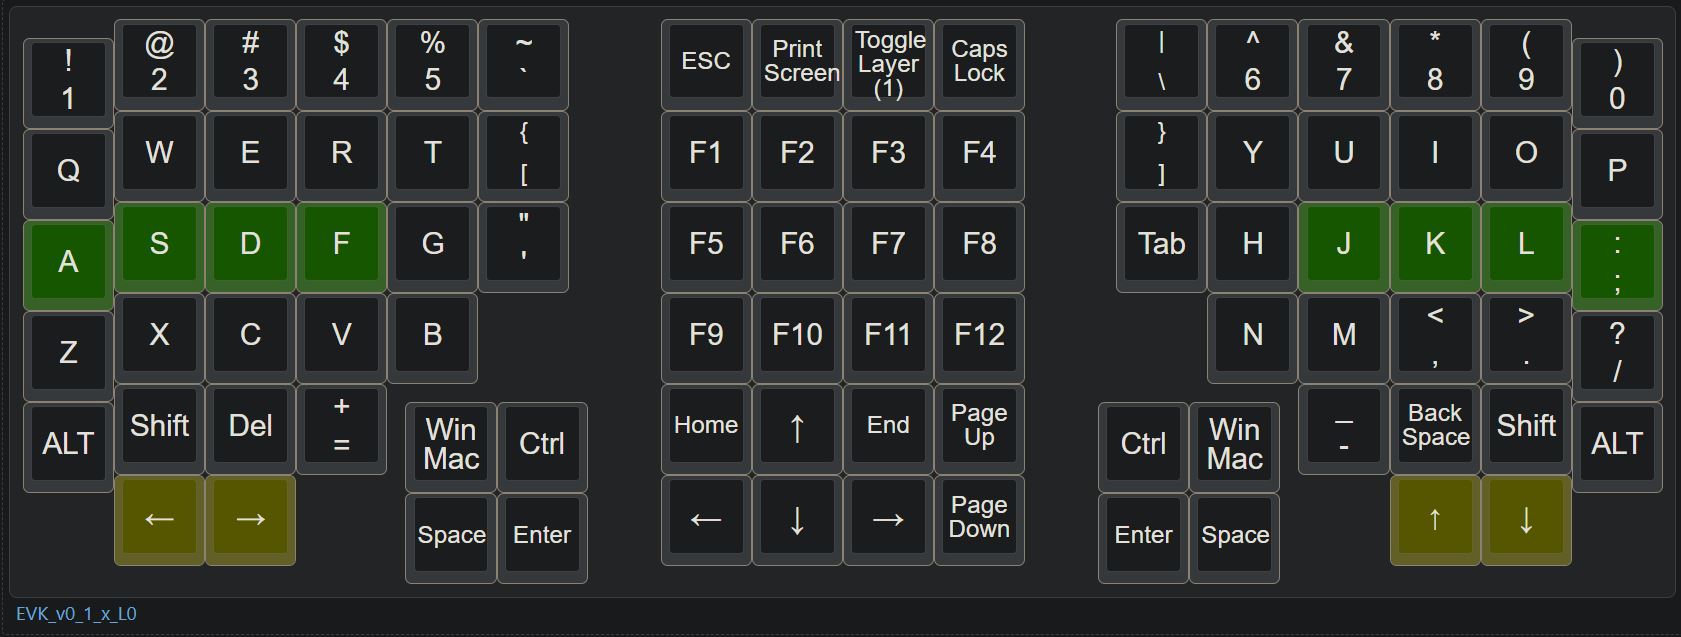 ! @ # $ % ~ ESC Print Screen Toggle Layer (1) Caps Lock | ^ & * ( )
1 2 3 4 5 ` \ 6 7 8 9 0
Q W E R T { [ F1 F2 F3 F4 } ] Y U I O P
A S D F G " ' F5 F6 F7 F8 Tab H J K L : ;
Z X C V B F9 F10 F11 F12 N M < , > . ? /
ALT Shift Del + = Win Mac Ctrl Home ↑ End Page Up Ctrl Win Mac _ - Back Space Shift ALT
← → Space Enter ← ↓ → Page Down Enter Space ↑ ↓
EVK_v0_1_x_L0